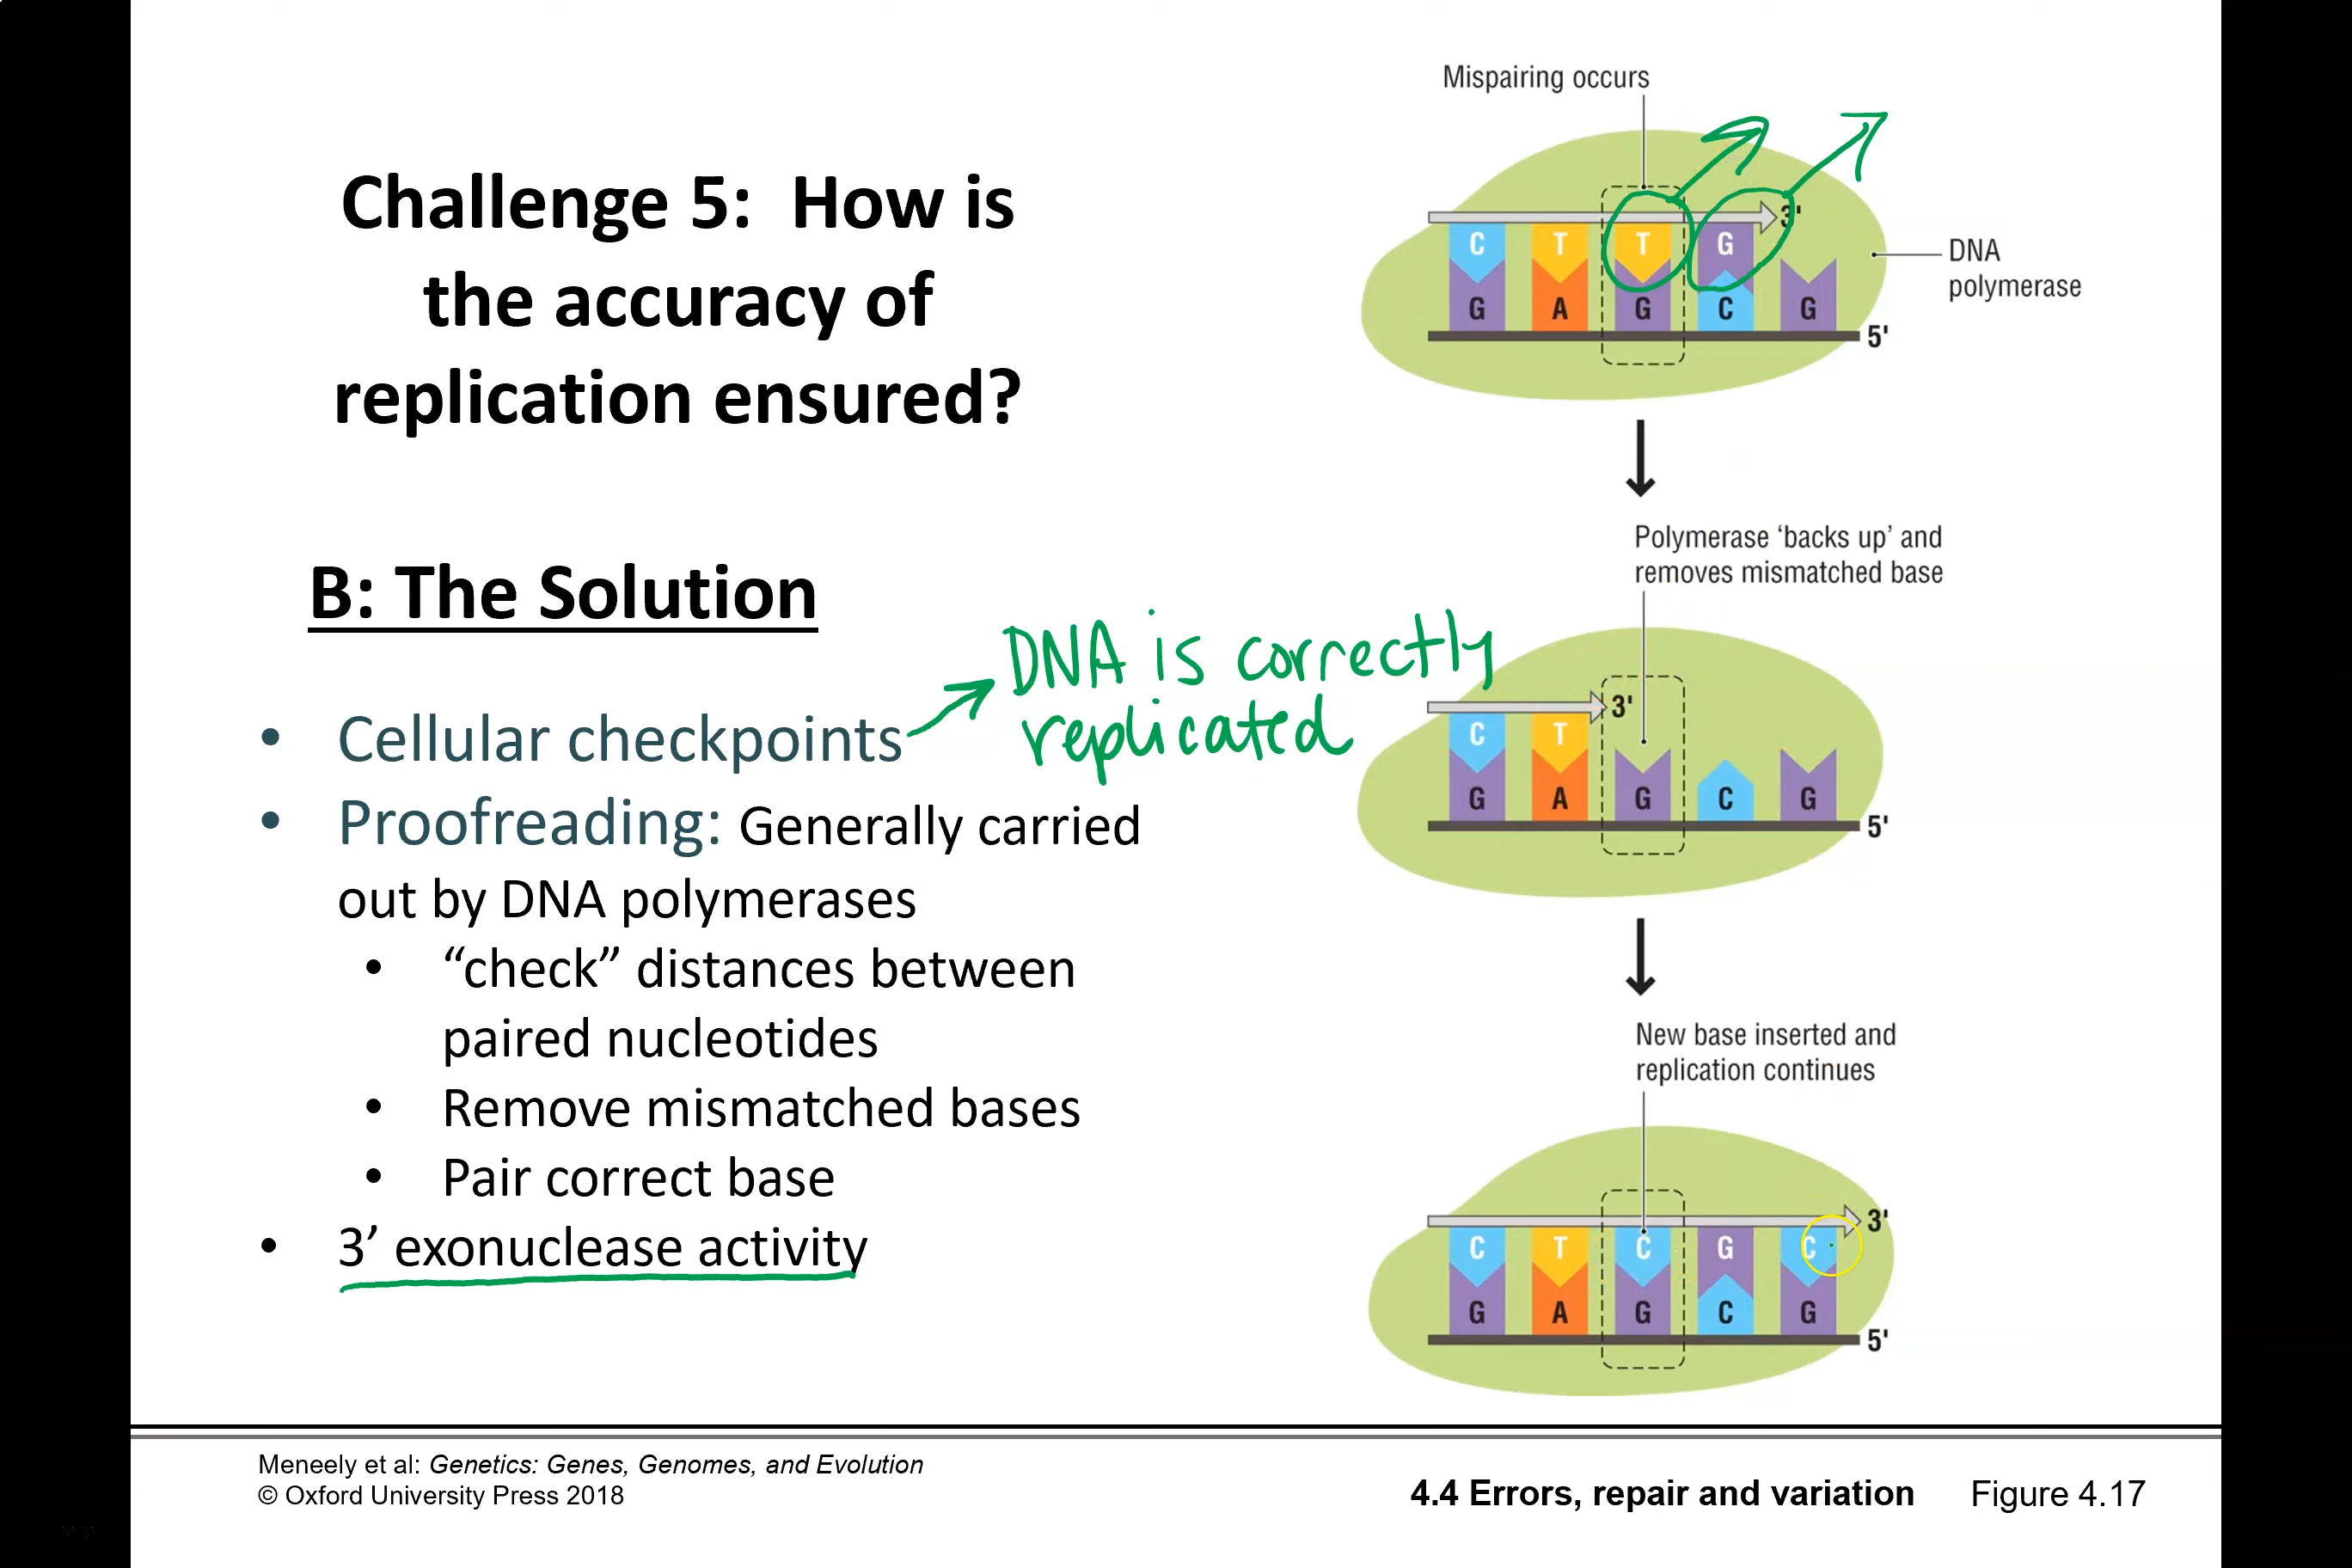 Challenge 5: How is
the accuracy of
replication ensured?
B: The Solution
• Cellular checkpoints
DNA is correctly
replicated
• Proofreading: Generally carried
out by DNA polymerases
• “check” distances between
paired nucleotides
• Remove mismatched bases
• Pair correct base
• 3’ exonuclease activity
Mispairing occurs
3'
C T T G
G A G C G
5'
DNA
polymerase
Polymerase ‘backs up’ and
removes mismatched base
3'
C T
G A G C G
5'
New base inserted and
replication continues
3'
C T C G C
G A G C G
5'
Meneely et al: Genetics: Genes, Genomes, and Evolution
© Oxford University Press 2018
4.4 Errors, repair and variation Figure 4.17